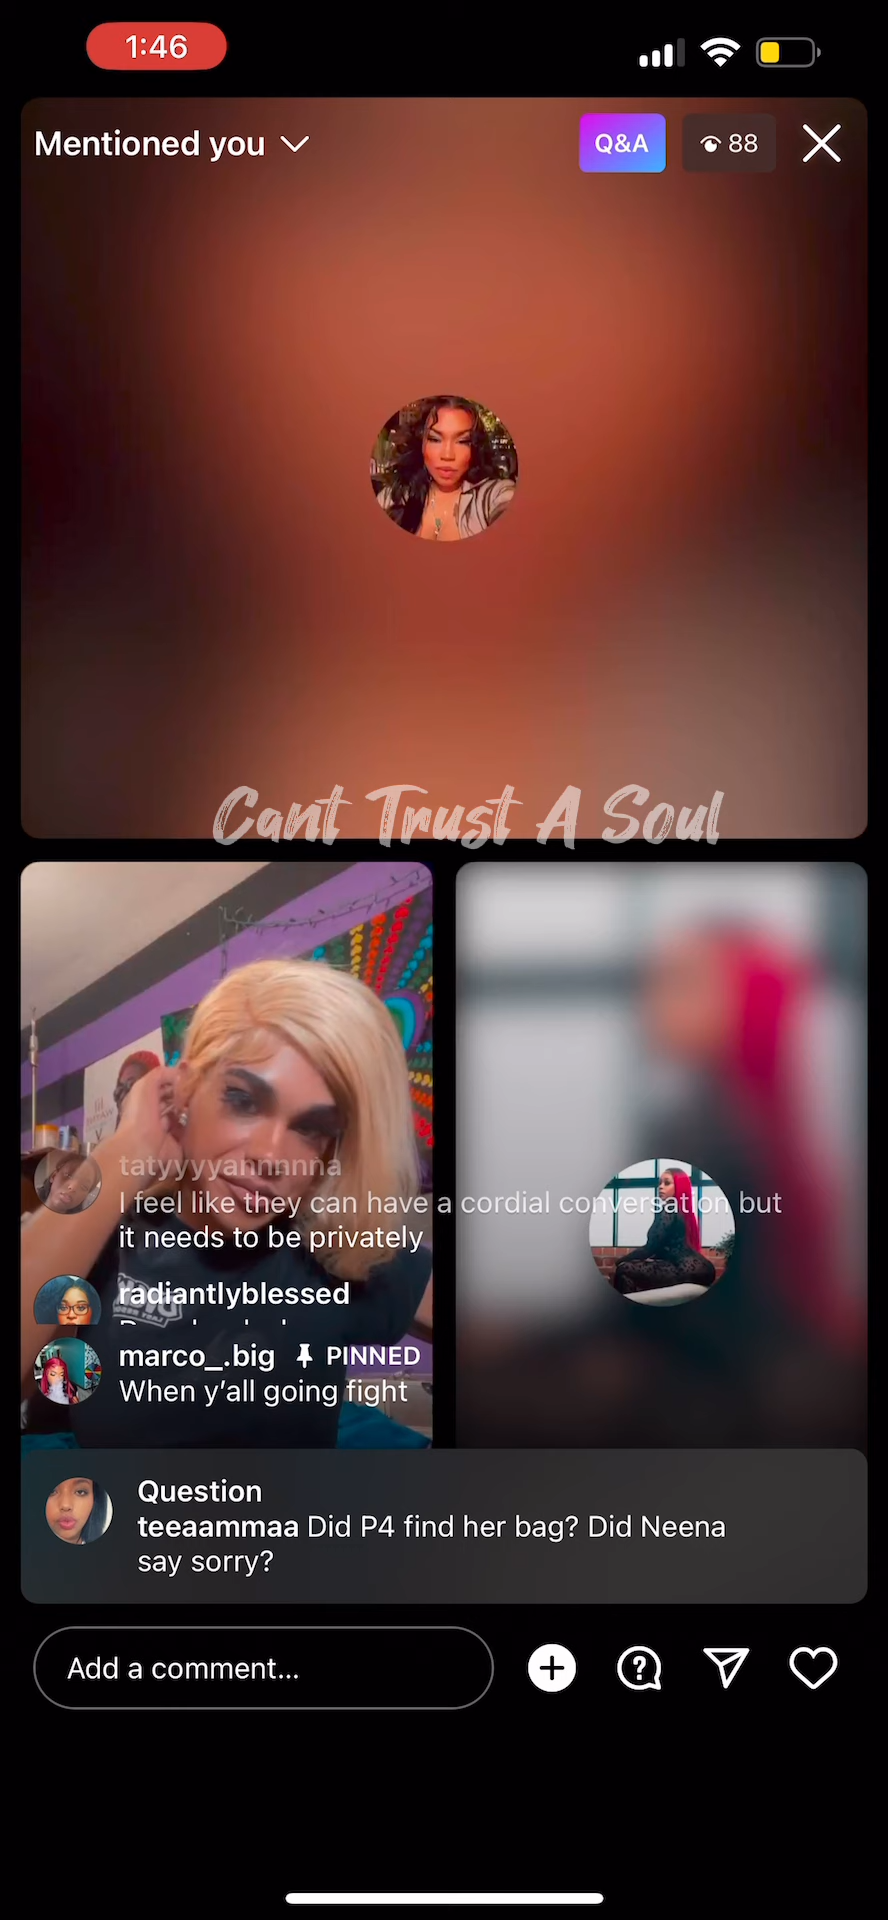 1:46
Mentioned you
Q&A
88
Cant Trust A Soul
tatyyyyannnnna
I feel like they can have a cordial conversation but
it needs to be privately
radiantlyblessed
marco_.big PINNED
When y’all going fight
Question
teeaammaa Did P4 find her bag? Did Neena
say sorry?
Add a comment...